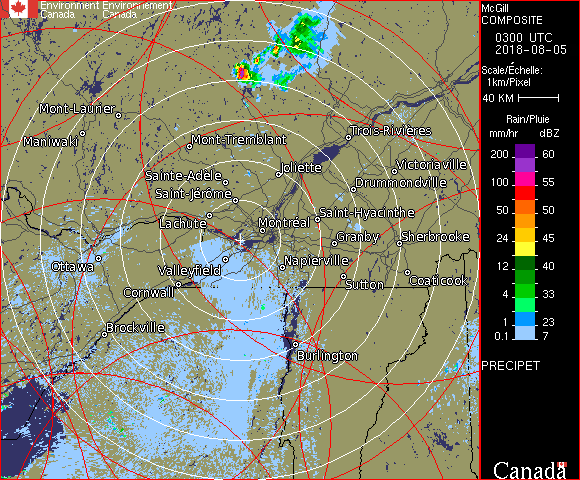 Environment Environnement
Canada Canada
McGill
COMPOSITE
0300 UTC
2018-08-05
Scale/Échelle:
1km/Pixel
40 KM
Rain/Pluie
mm/hr dBZ
200 60
150 57
100 55
50 50
45
24 45
12 40
4 33
1 23
0.1 7
PRECIPET
Canada
Mont-Laurier
Maniwaki
Mont-Tremblant
Trois-Rivières
Joliette
Victoriaville
Sainte-Adèle
Drummondville
Saint-Jérôme
Lachute
Montréal
Saint-Hyacinthe
Granby
Sherbrooke
Ottawa
Valleyfield
Napierville
Cornwall
Sutton
Coaticook
Brockville
Burlington